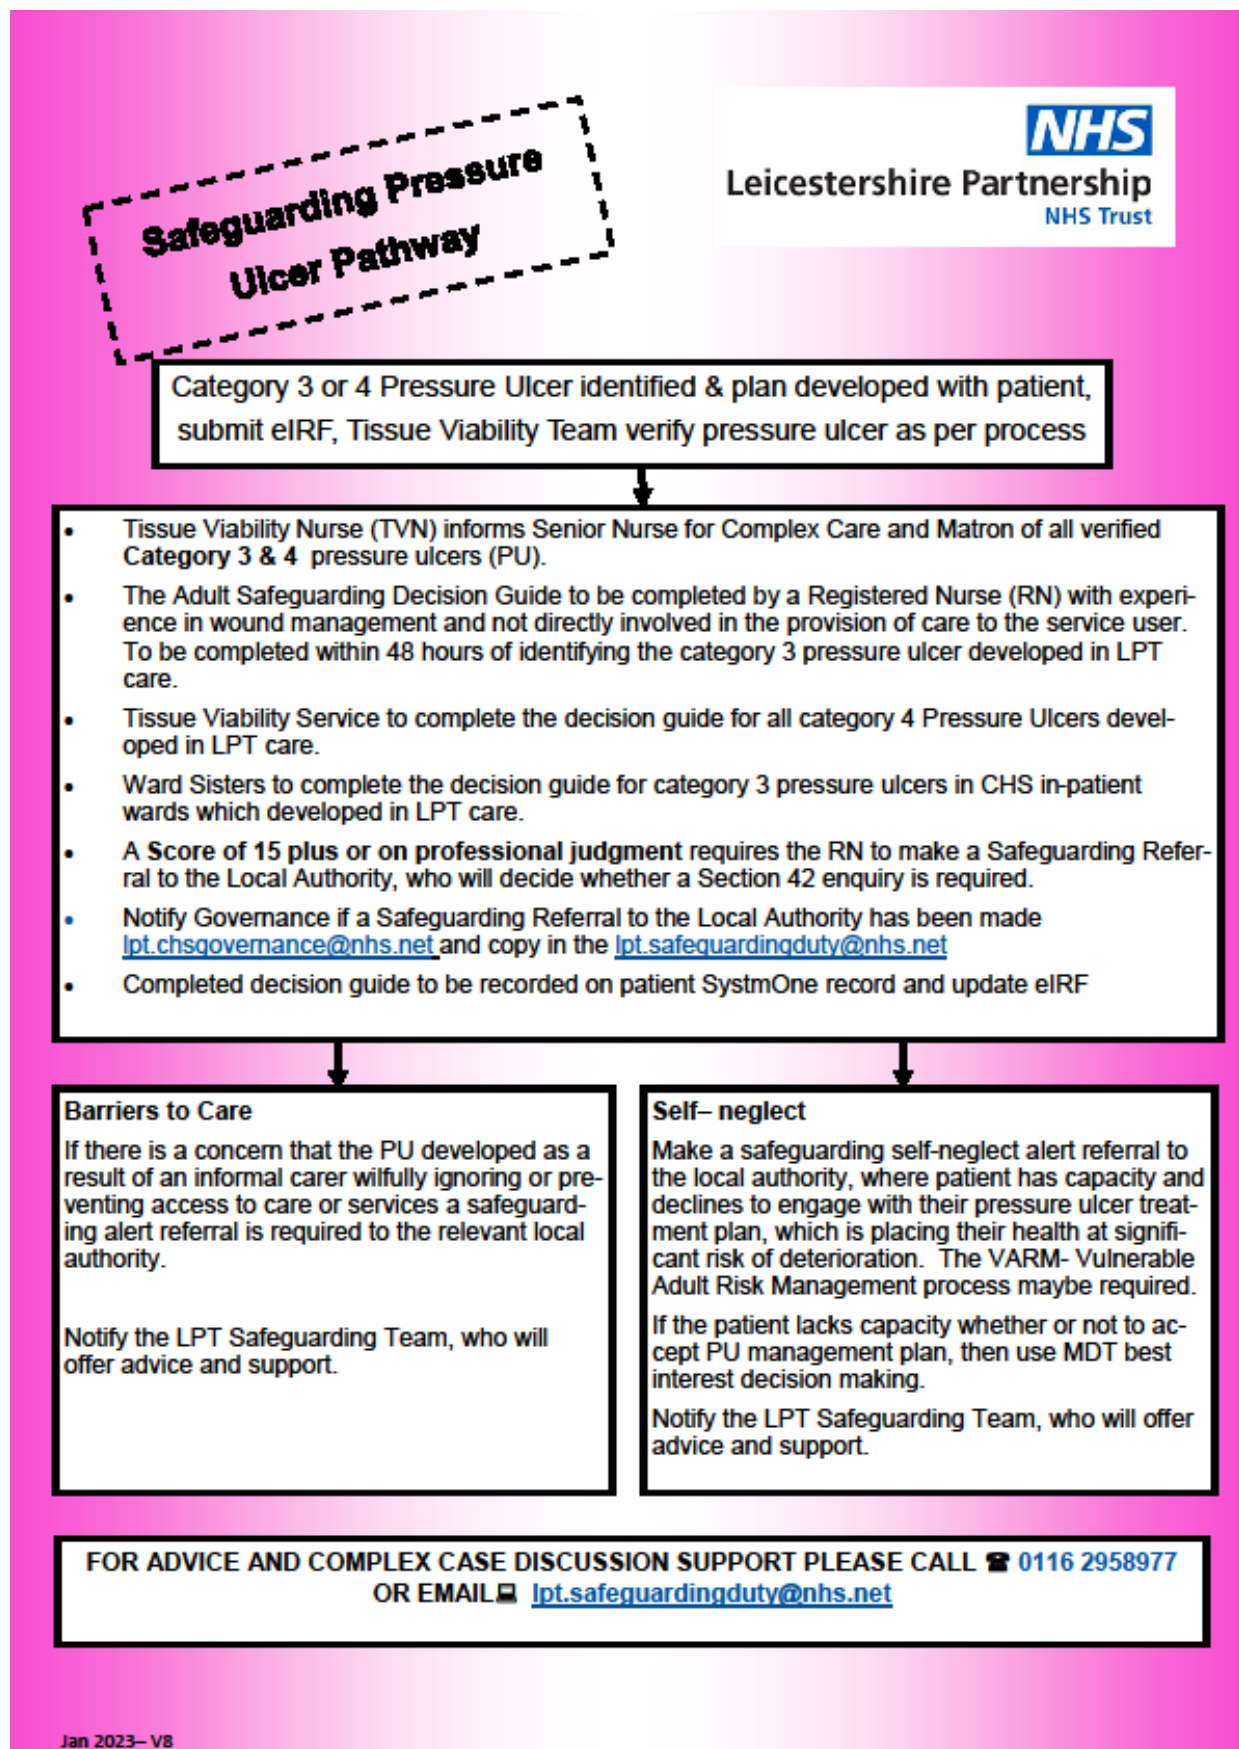 Safeguarding Pressure
Ulcer Pathway
NHS
Leicestershire Partnership
NHS Trust
Category 3 or 4 Pressure Ulcer identified & plan developed with patient,
submit eIRF, Tissue Viability Team verify pressure ulcer as per process
• Tissue Viability Nurse (TVN) informs Senior Nurse for Complex Care and Matron of all verified
Category 3 & 4 pressure ulcers (PU).
• The Adult Safeguarding Decision Guide to be completed by a Registered Nurse (RN) with experi-
ence in wound management and not directly involved in the provision of care to the service user.
To be completed within 48 hours of identifying the category 3 pressure ulcer developed in LPT
care.
• Tissue Viability Service to complete the decision guide for all category 4 Pressure Ulcers devel-
oped in LPT care.
• Ward Sisters to complete the decision guide for category 3 pressure ulcers in CHS in-patient
wards which developed in LPT care.
• A Score of 15 plus or on professional judgment requires the RN to make a Safeguarding Refer-
ral to the Local Authority, who will decide whether a Section 42 enquiry is required.
• Notify Governance if a Safeguarding Referral to the Local Authority has been made
lpt.chsgovernance@nhs.net and copy in the lpt.safeguardingduty@nhs.net
• Completed decision guide to be recorded on patient SystmOne record and update eIRF
Barriers to Care
If there is a concern that the PU developed as a
result of an informal carer wilfully ignoring or pre-
venting access to care or services a safeguard-
ing alert referral is required to the relevant local
authority.
Notify the LPT Safeguarding Team, who will
offer advice and support.
Self– neglect
Make a safeguarding self-neglect alert referral to
the local authority, where patient has capacity and
declines to engage with their pressure ulcer treat-
ment plan, which is placing their health at signifi-
cant risk of deterioration. The VARM- Vulnerable
Adult Risk Management process maybe required.
If the patient lacks capacity whether or not to ac-
cept PU management plan, then use MDT best
interest decision making.
Notify the LPT Safeguarding Team, who will offer
advice and support.
FOR ADVICE AND COMPLEX CASE DISCUSSION SUPPORT PLEASE CALL ☎ 0116 2958977
OR EMAIL💻 lpt.safeguardingduty@nhs.net
Jan 2023– V8